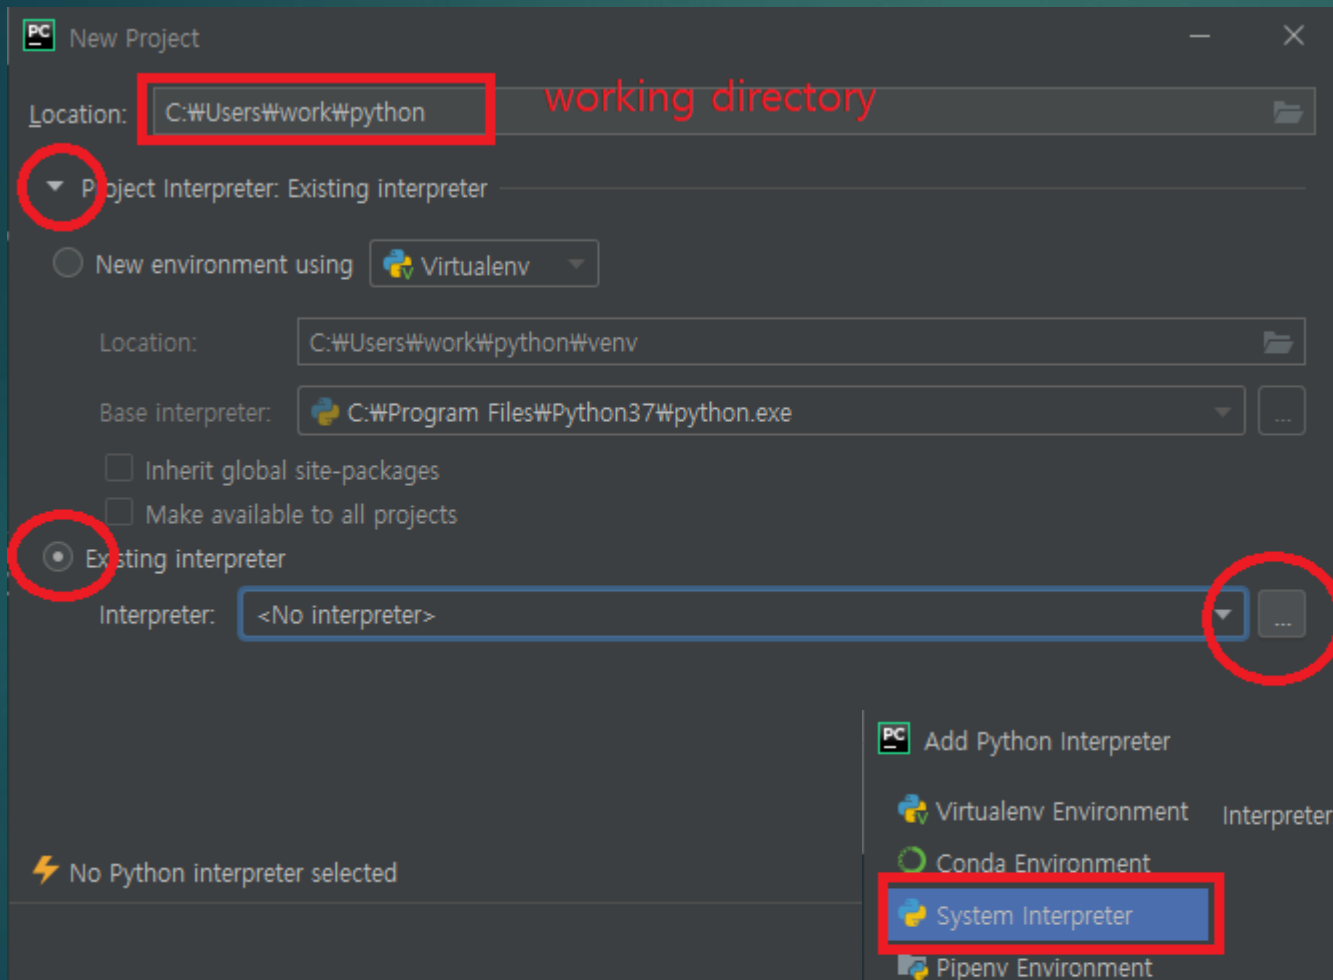 PC New Project
Location: C:₩Users₩work₩python working directory
Project Interpreter: Existing interpreter
New environment using Virtualenv
Location: C:₩Users₩work₩python₩venv
Base interpreter: C:₩Program Files₩Python37₩python.exe ...
Inherit global site-packages
Make available to all projects
Existing interpreter
Interpreter: <No interpreter> ...
PC Add Python Interpreter
Virtualenv Environment Interpreter
Conda Environment
No Python interpreter selected
System Interpreter
Pipenv Environment